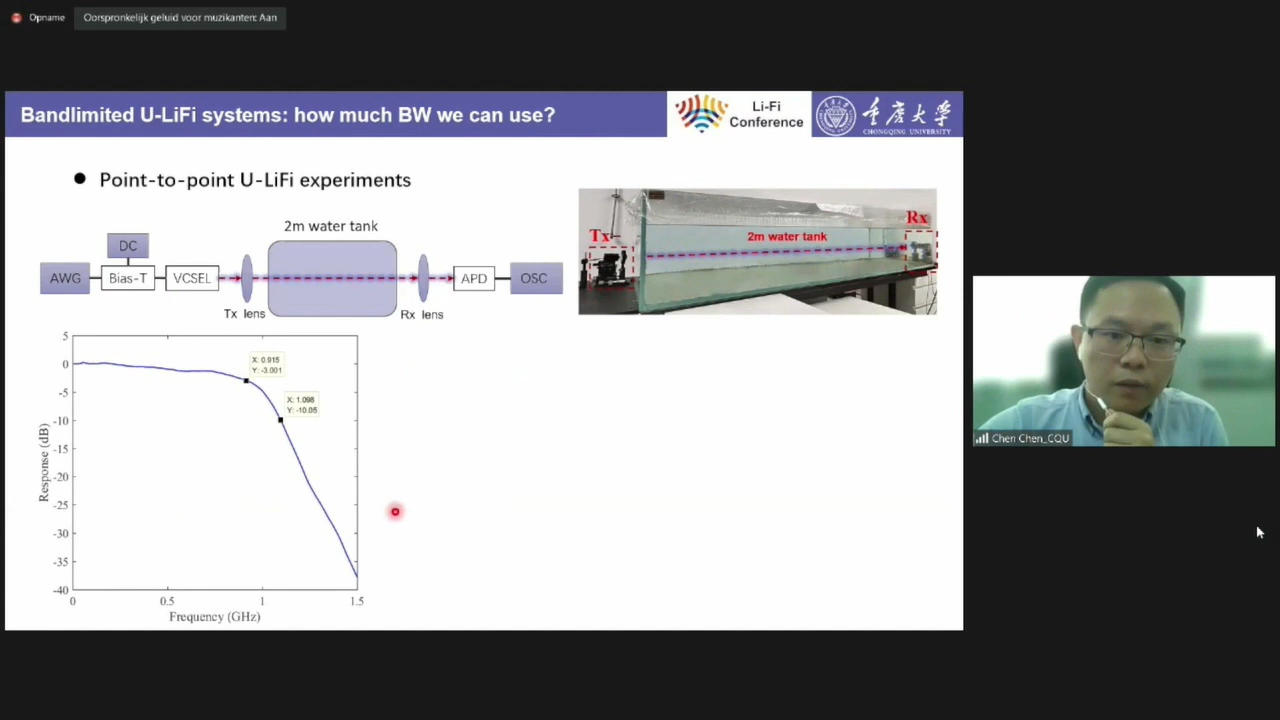 Opname
Oorspronkelijk geluid voor muzikanten: Aan
Bandlimited U-LiFi systems: how much BW we can use?
Li-Fi
Conference
重庆大学
CHONGQING UNIVERSITY
● Point-to-point U-LiFi experiments
2m water tank
DC
AWG
Bias-T
VCSEL
APD
OSC
Tx lens
Rx lens
Tx
2m water tank
Rx
5
0
-5
-10
-15
-20
-25
-30
-35
-40
Response (dB)
X: 0.915
Y: -3.001
X: 1.098
Y: -10.05
0
0.5
1
1.5
Frequency (GHz)
Chen Chen_CQU